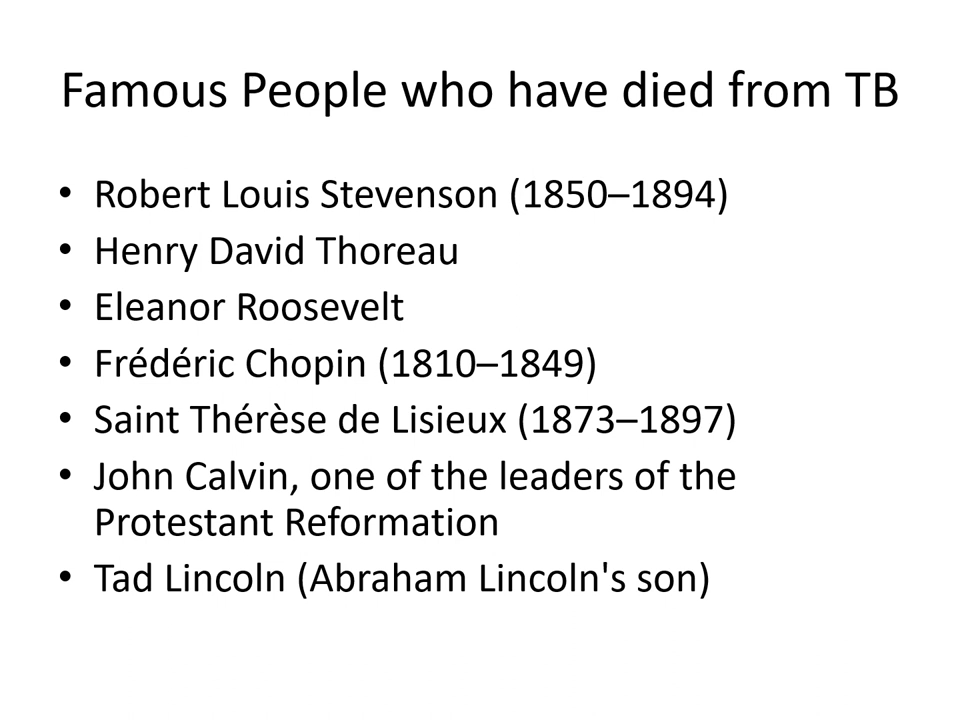 Famous People who have died from TB
• Robert Louis Stevenson (1850–1894)
• Henry David Thoreau
• Eleanor Roosevelt
• Frédéric Chopin (1810–1849)
• Saint Thérèse de Lisieux (1873–1897)
• John Calvin, one of the leaders of the
Protestant Reformation
• Tad Lincoln (Abraham Lincoln's son)